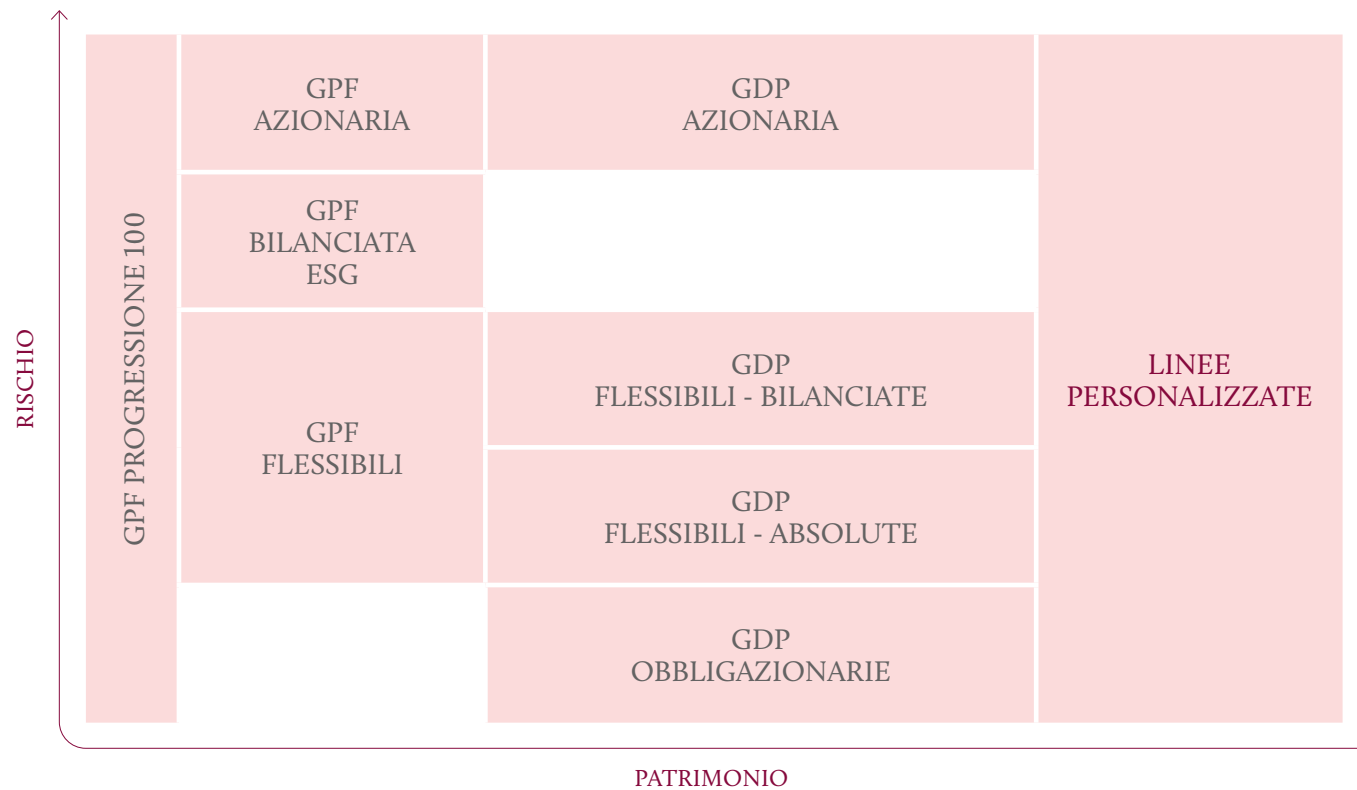 RISCHIO
GPF PROGRESSIONE 100
GPF
AZIONARIA
GPF
BILANCIATA
ESG
GPF
FLESSIBILI
GDP
AZIONARIA
GDP
FLESSIBILI - BILANCIATE
GDP
FLESSIBILI - ABSOLUTE
GDP
OBBLIGAZIONARIE
LINEE
PERSONALIZZATE
PATRIMONIO